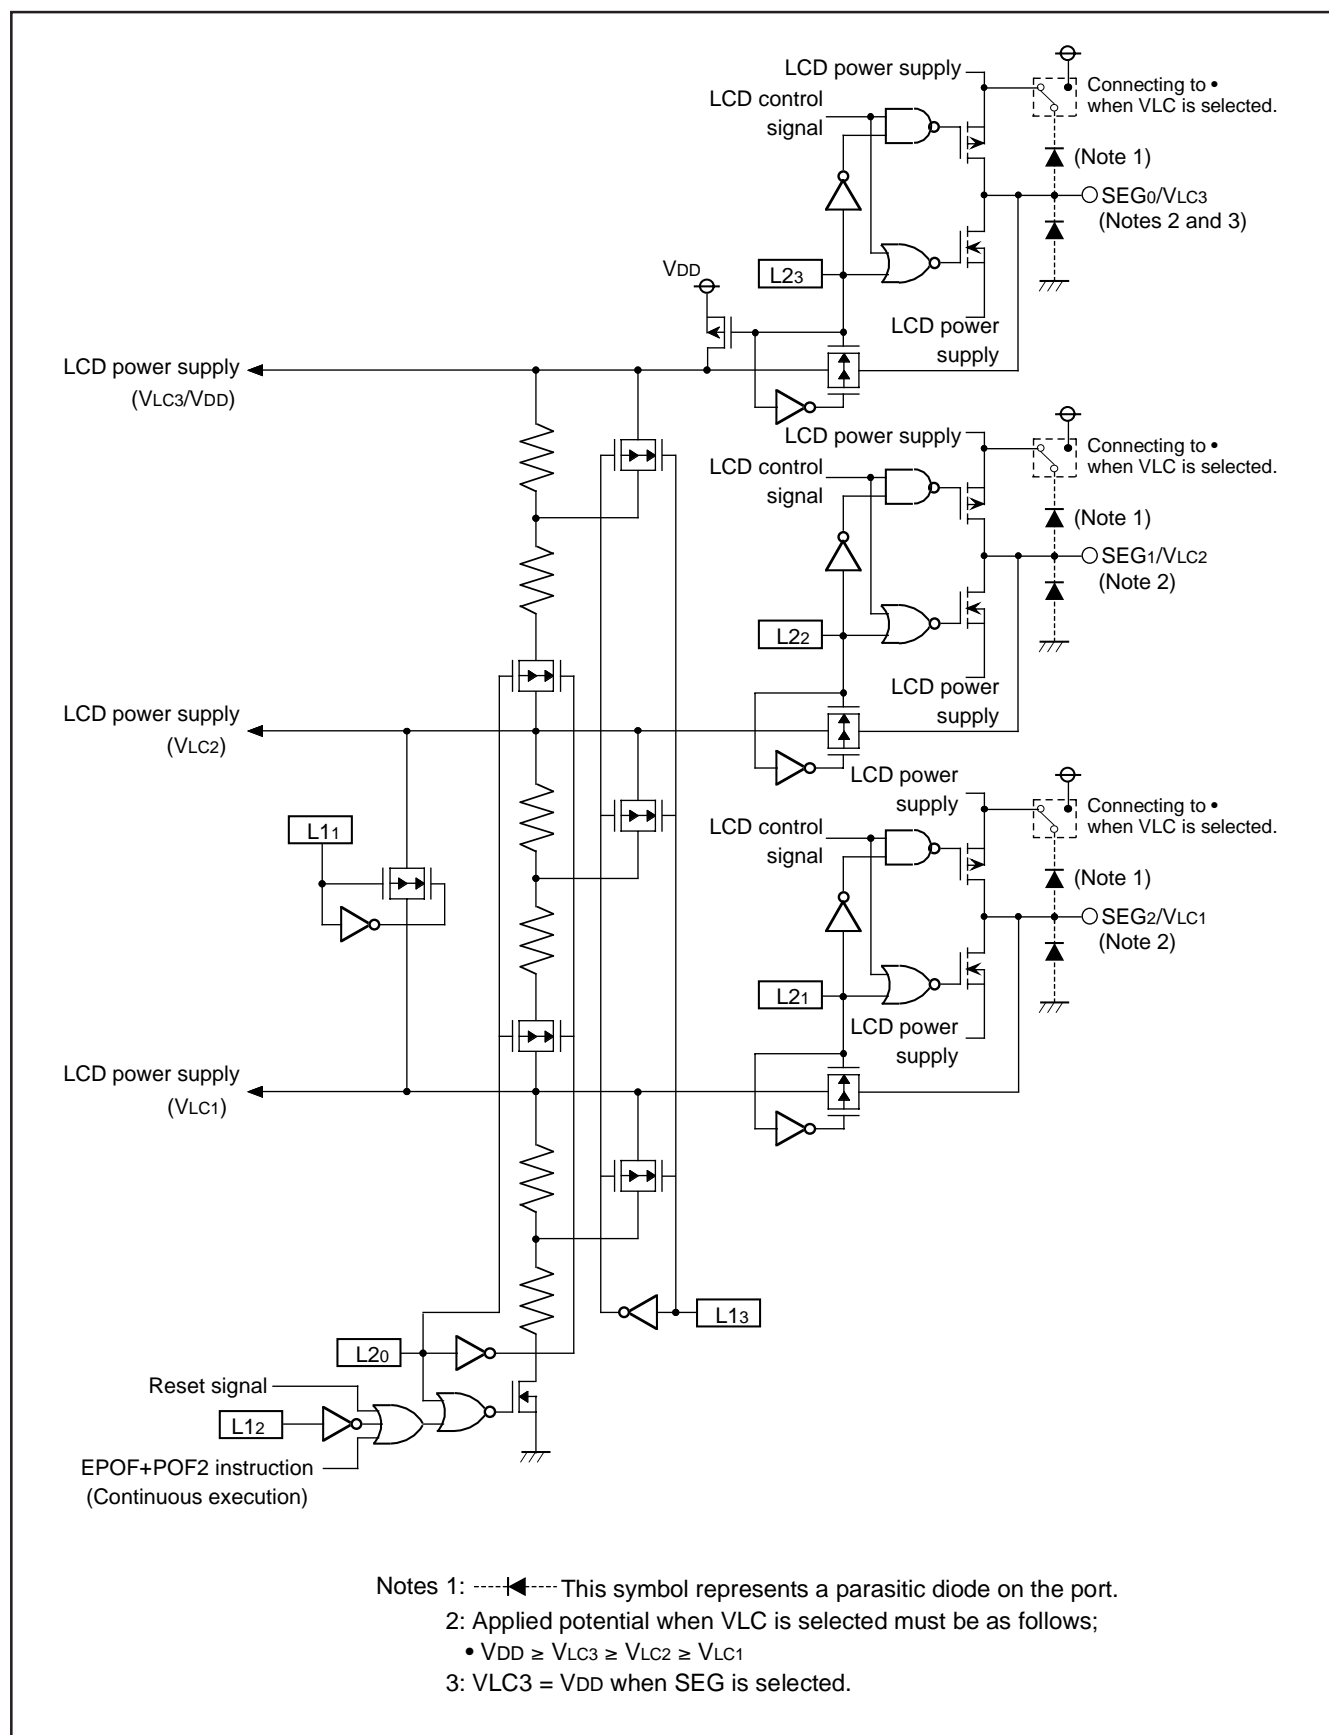 LCD power supply
Connecting to •
when VLC is selected.
LCD control
signal
(Note 1)
SEG0/VLC3
(Notes 2 and 3)
L23
VDD
LCD power
supply
LCD power supply
(VLC3/VDD)
LCD power supply
Connecting to •
when VLC is selected.
LCD control
signal
(Note 1)
SEG1/VLC2
(Note 2)
L22
LCD power
supply
LCD power supply
(VLC2)
LCD power
supply
Connecting to •
when VLC is selected.
L11
LCD control
signal
(Note 1)
SEG2/VLC1
(Note 2)
L21
LCD power
supply
LCD power supply
(VLC1)
L13
L20
Reset signal
L12
EPOF+POF2 instruction
(Continuous execution)
Notes 1: This symbol represents a parasitic diode on the port.
2: Applied potential when VLC is selected must be as follows;
• VDD ≥ VLC3 ≥ VLC2 ≥ VLC1
3: VLC3 = VDD when SEG is selected.